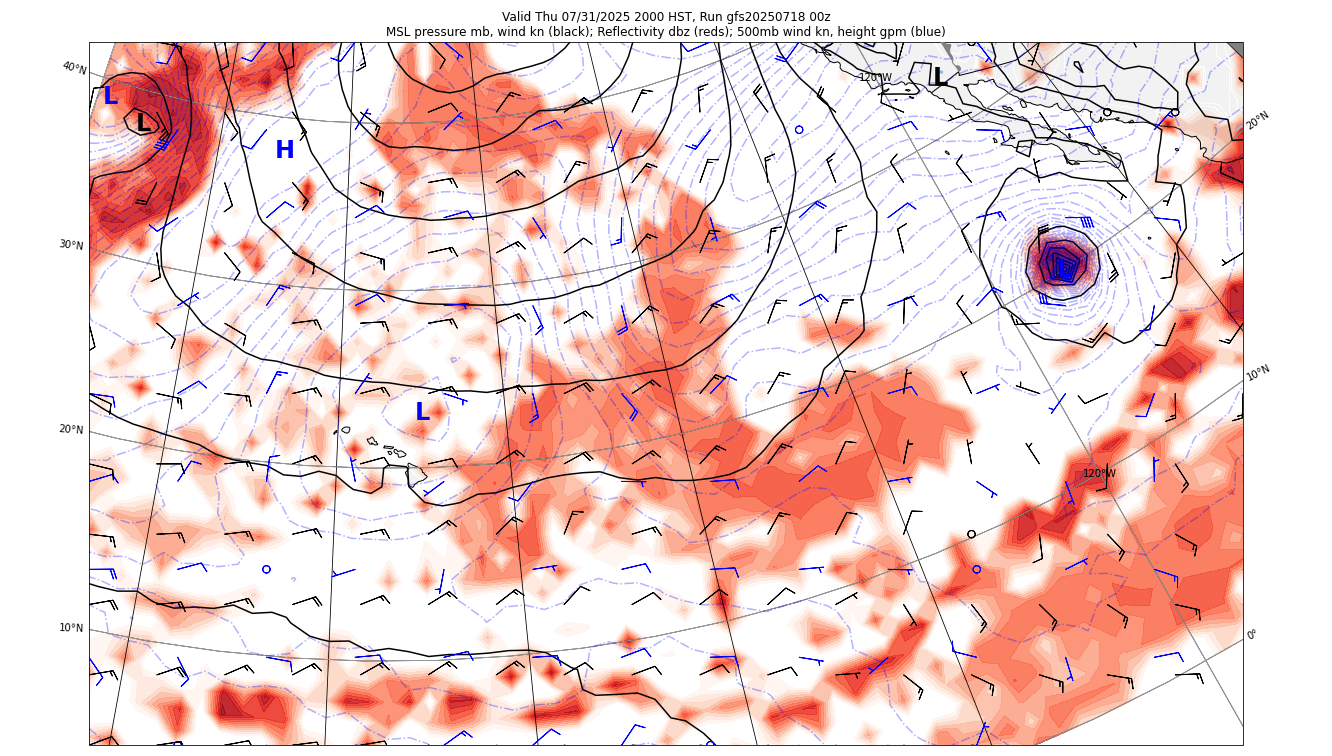 Valid Thu 07/31/2025 2000 HST, Run gfs20250718 00z
MSL pressure mb, wind kn (black); Reflectivity dbz (reds); 500mb wind kn, height gpm (blue)
40°N
120°W
L
L
L
20°N
H
30°N
10°N
L
20°N
120°W
10°N
0°